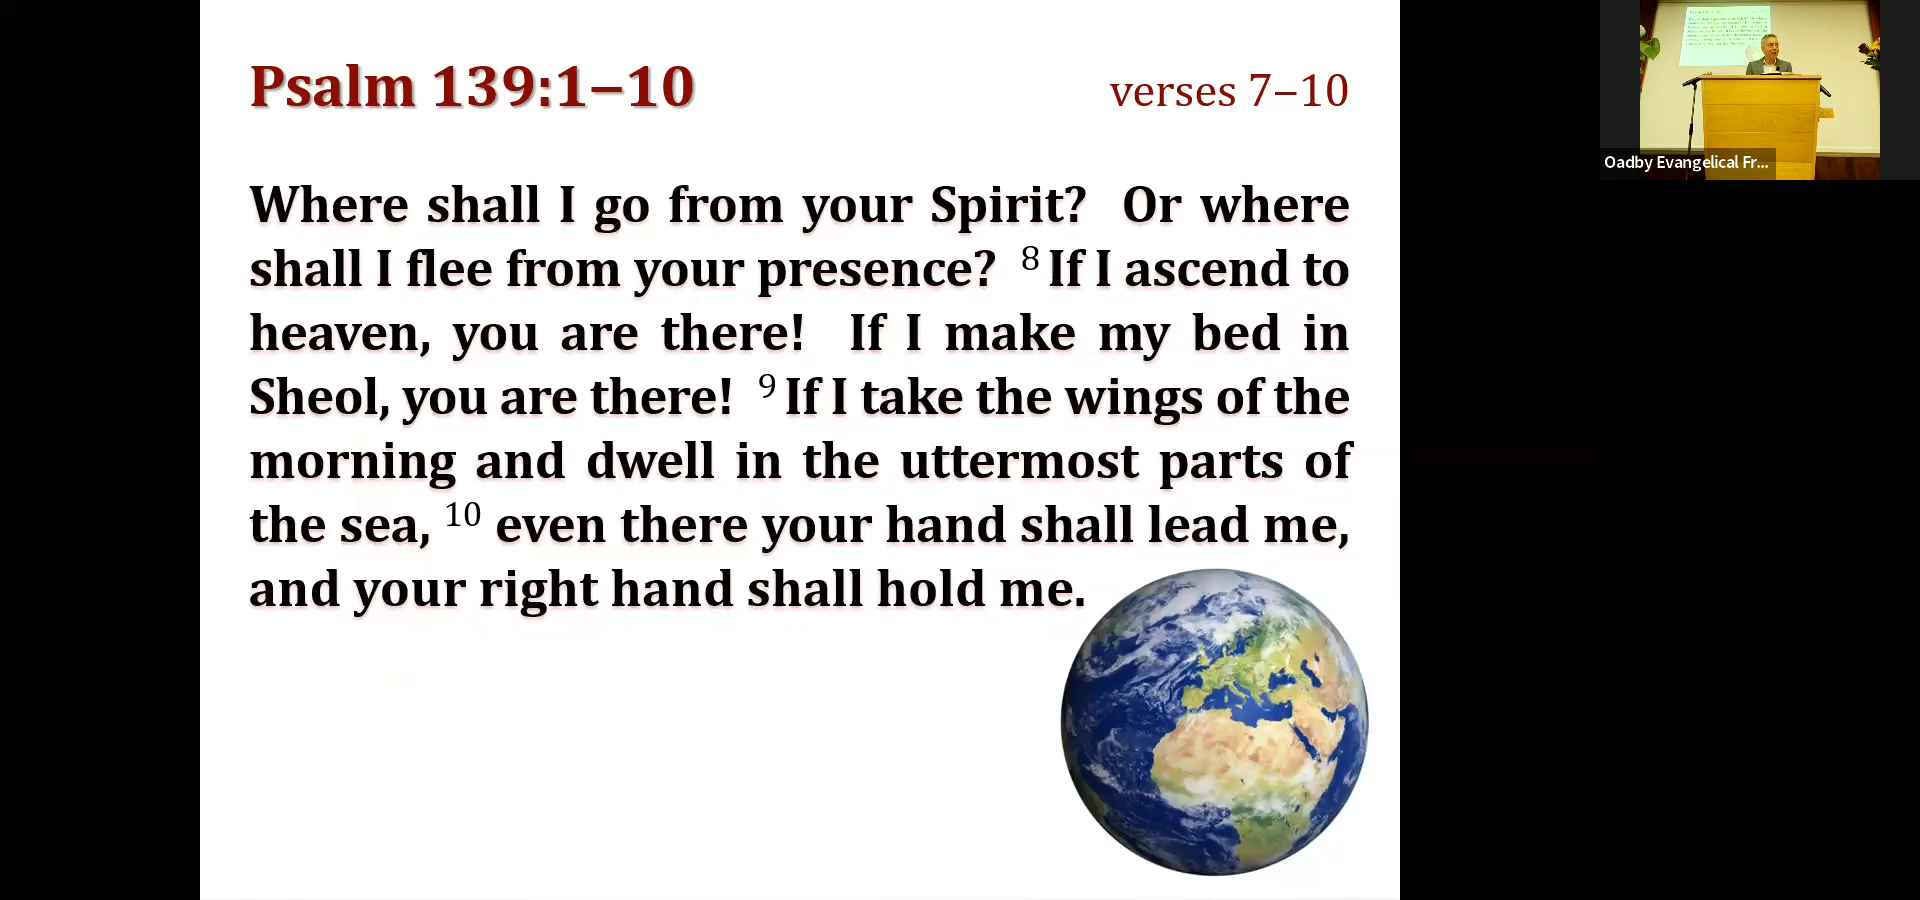 Psalm 139:1–10
verses 7–10
Where shall I go from your Spirit? Or where
shall I flee from your presence? 8 If I ascend to
heaven, you are there! If I make my bed in
Sheol, you are there! 9 If I take the wings of the
morning and dwell in the uttermost parts of
the sea, 10 even there your hand shall lead me,
and your right hand shall hold me.
Oadby Evangelical Fr...